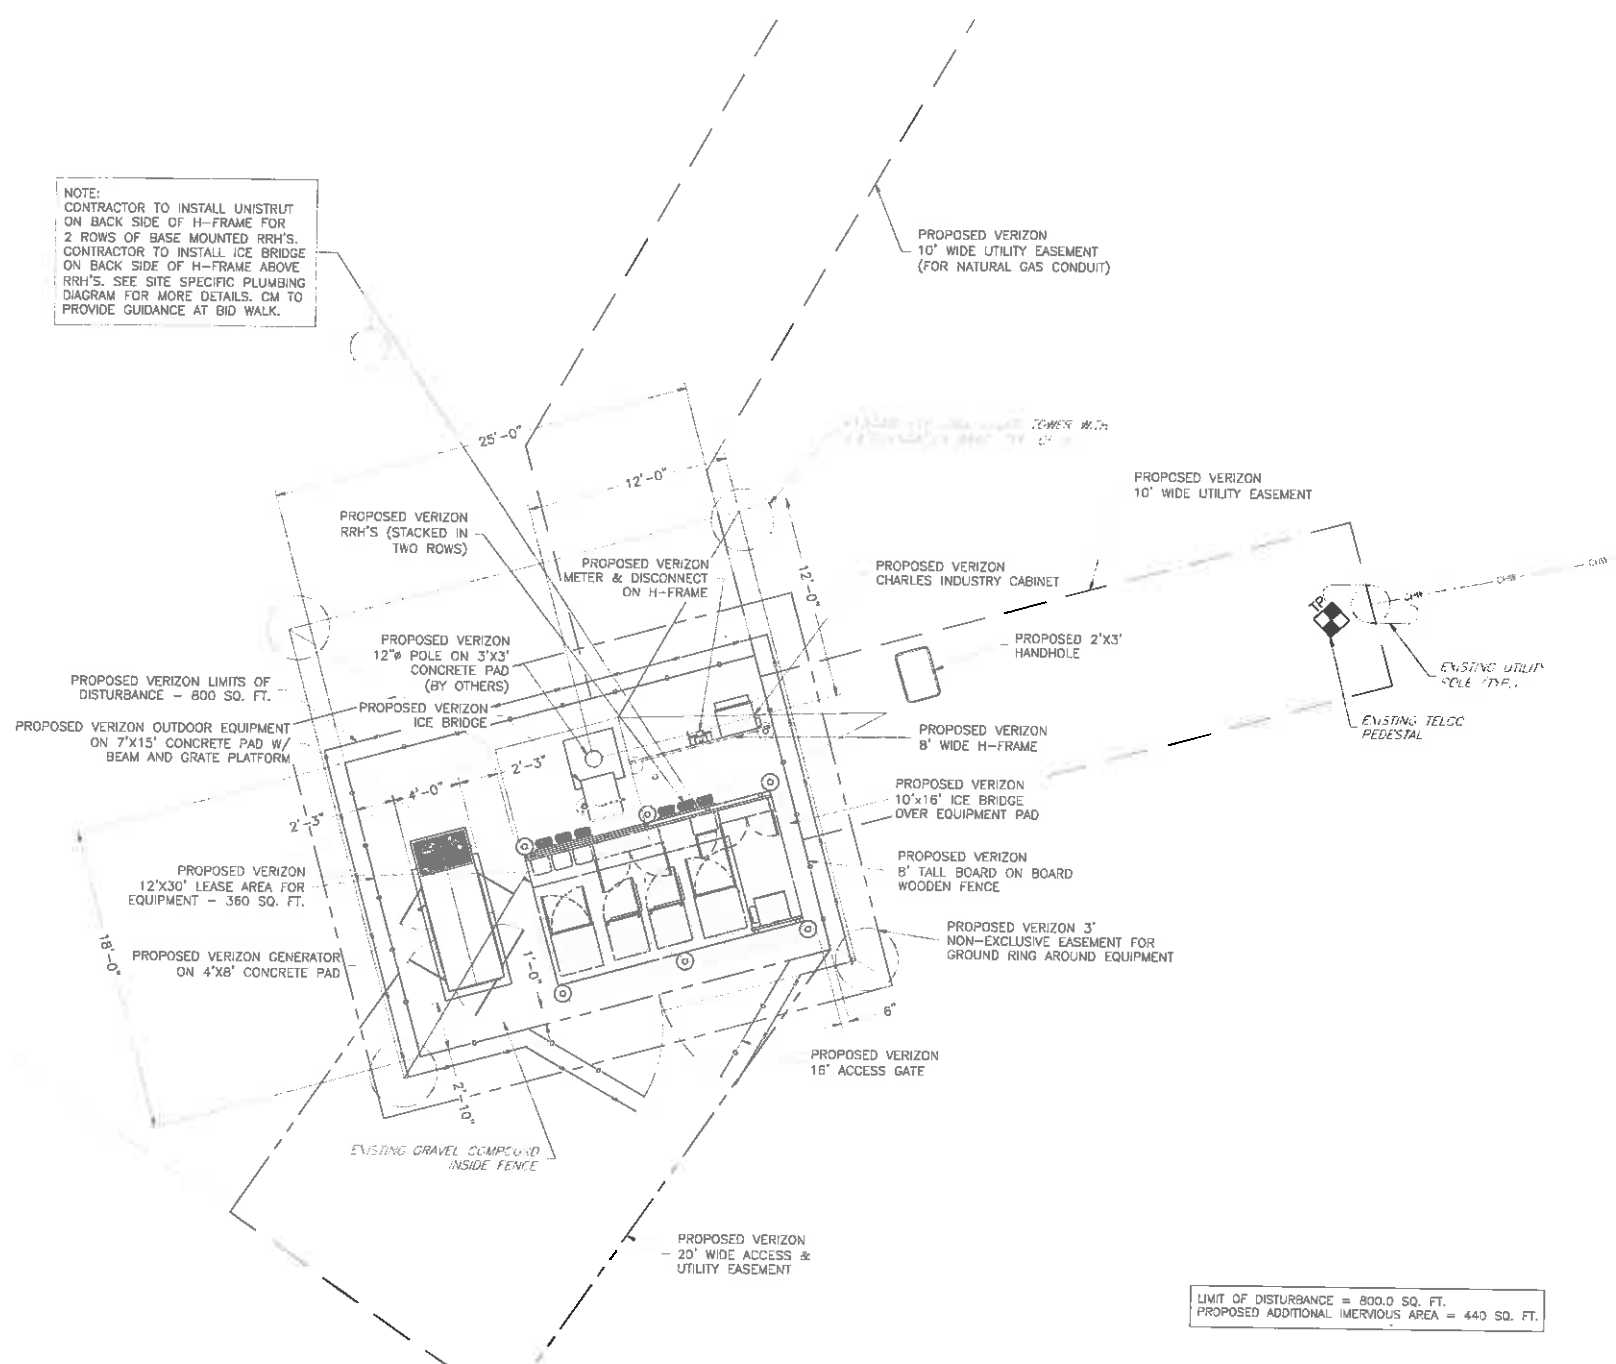 NOTE:
CONTRACTOR TO INSTALL UNISTRUT
ON BACK SIDE OF H-FRAME FOR
2 ROWS OF BASE MOUNTED RRH'S.
CONTRACTOR TO INSTALL ICE BRIDGE
ON BACK SIDE OF H-FRAME ABOVE
RRH'S. SEE SITE SPECIFIC PLUMBING
DIAGRAM FOR MORE DETAILS. CM TO
PROVIDE GUIDANCE AT BID WALK.
PROPOSED VERIZON
10' WIDE UTILITY EASEMENT
(FOR NATURAL GAS CONDUIT)
25'-0"
12'-0"
TOWER WITH
PROPOSED VERIZON
10' WIDE UTILITY EASEMENT
PROPOSED VERIZON
RRH'S (STACKED IN
TWO ROWS)
PROPOSED VERIZON
METER & DISCONNECT
ON H-FRAME
12'-0"
PROPOSED VERIZON
CHARLES INDUSTRY CABINET
OHW
OHW
OHW
TP
PROPOSED VERIZON
12"ø POLE ON 3'X3'
CONCRETE PAD
(BY OTHERS)
PROPOSED 2'X3'
HANDHOLE
EXISTING UTILITY
POLE (TYP.)
PROPOSED VERIZON LIMITS OF
DISTURBANCE - 800 SQ. FT.
PROPOSED VERIZON
ICE BRIDGE
EXISTING TELCO
PEDESTAL
PROPOSED VERIZON OUTDOOR EQUIPMENT
ON 7'X15' CONCRETE PAD W/
BEAM AND GRATE PLATFORM
PROPOSED VERIZON
8' WIDE H-FRAME
2'-3"
4'-0"
2'-3"
PROPOSED VERIZON
10'x16' ICE BRIDGE
OVER EQUIPMENT PAD
PROPOSED VERIZON
12'X30' LEASE AREA FOR
EQUIPMENT - 360 SQ. FT.
PROPOSED VERIZON
8' TALL BOARD ON BOARD
WOODEN FENCE
18'-0"
PROPOSED VERIZON GENERATOR
ON 4'X8' CONCRETE PAD
1'-0"
PROPOSED VERIZON 3'
NON-EXCLUSIVE EASEMENT FOR
GROUND RING AROUND EQUIPMENT
6"
PROPOSED VERIZON
16' ACCESS GATE
2'-10"
EXISTING GRAVEL COMPOUND
INSIDE FENCE
PROPOSED VERIZON
20' WIDE ACCESS &
UTILITY EASEMENT
LIMIT OF DISTURBANCE = 800.0 SQ. FT.
PROPOSED ADDITIONAL IMERVIOUS AREA = 440 SQ. FT.